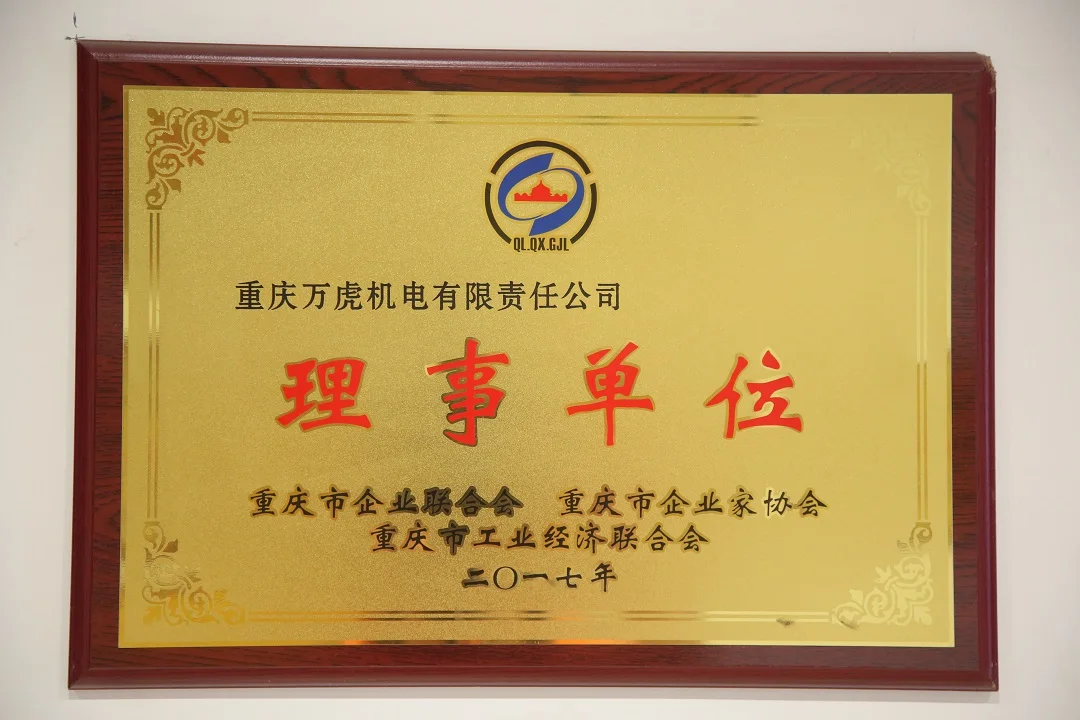 QL.QX.GJL
重庆万虎机电有限责任公司
理事单位
重庆市企业联合会 重庆市企业家协会
重庆市工业经济联合会
二〇一七年